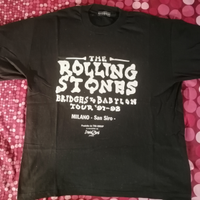 THE
ROLLING
STONES
BRIDGES TO BABYLON
TOUR '97-98
MILANO - San Siro -